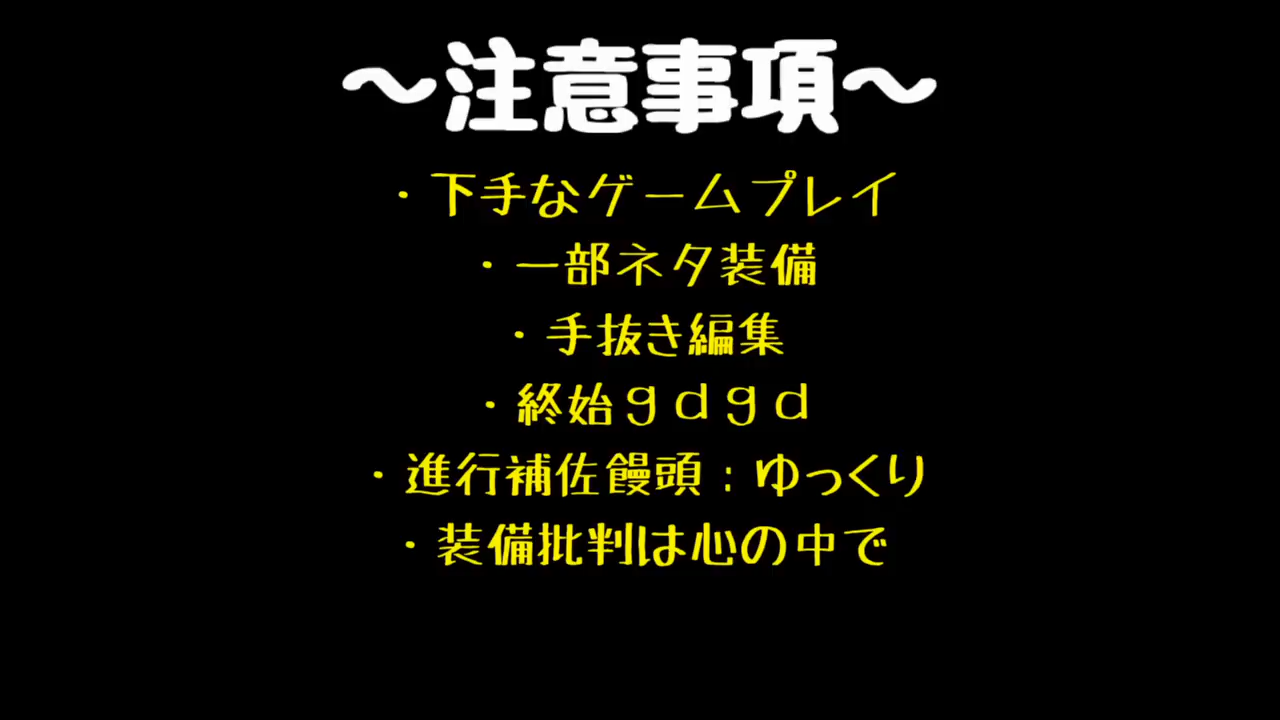 ～注意事項～
・下手なゲームプレイ
・一部ネタ装備
・手抜き編集
・終始ｇｄｇｄ
・進行補佐饅頭：ゆっくり
・装備批判は心の中で